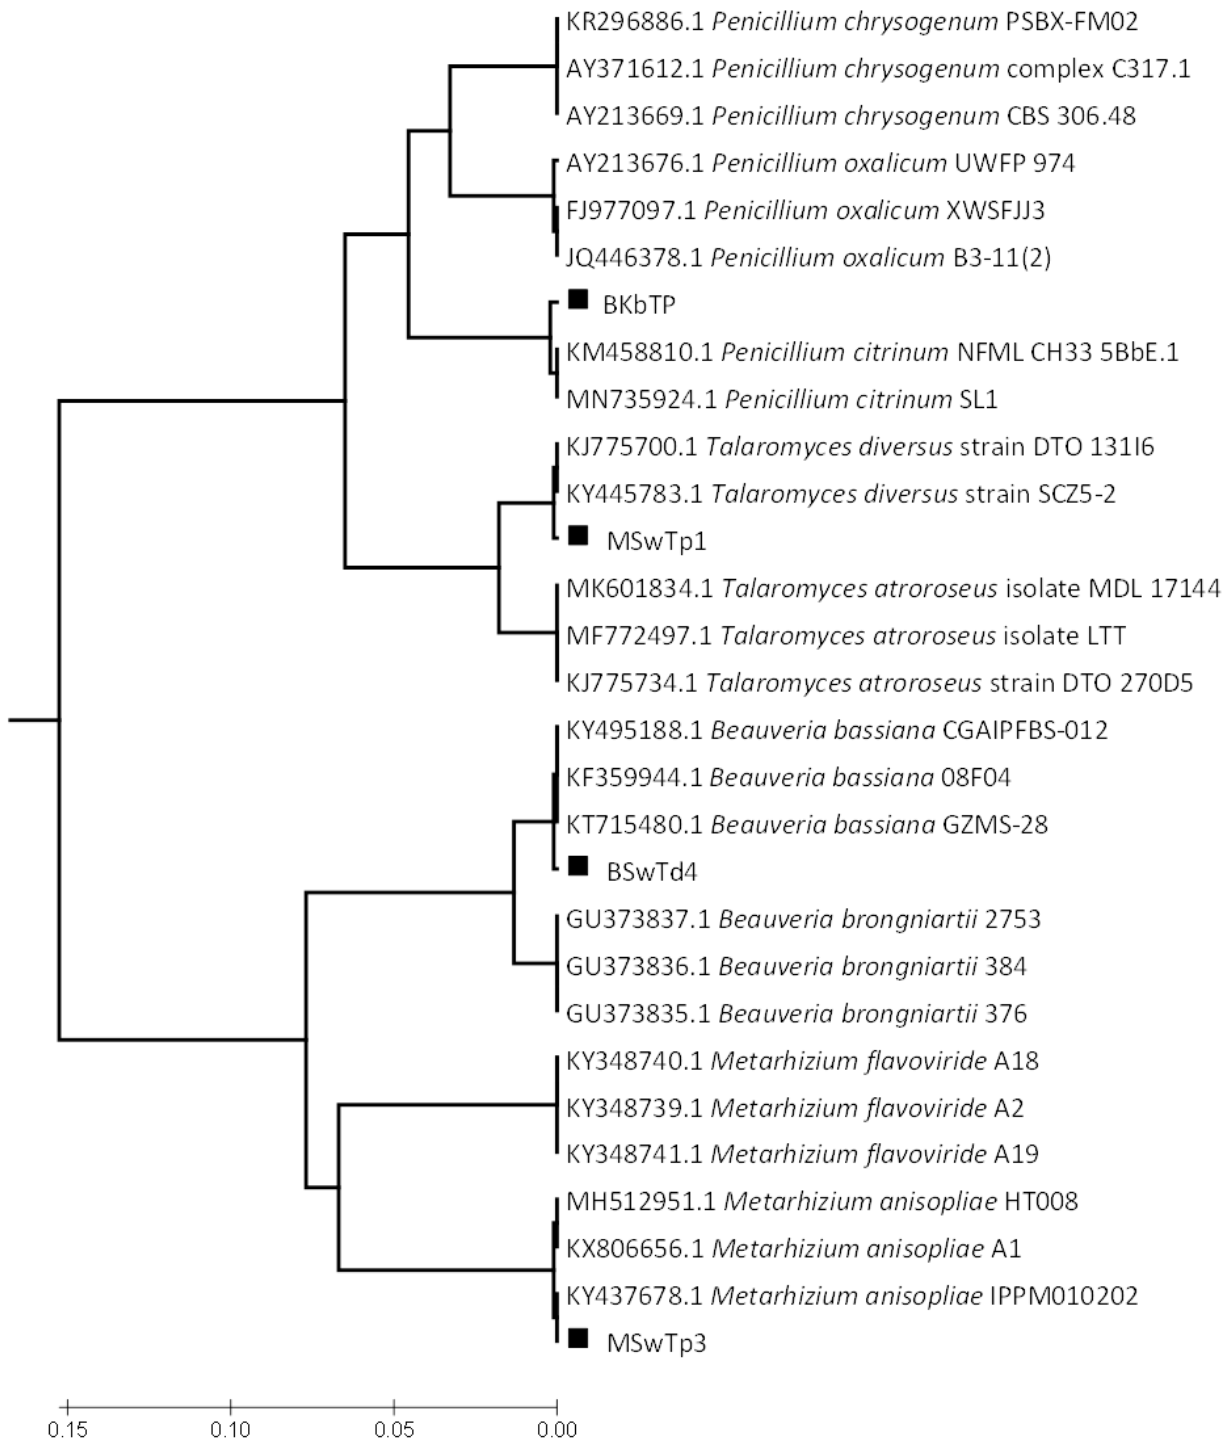 KR296886.1 Penicillium chrysogenum PSBX-FM02
AY371612.1 Penicillium chrysogenum complex C317.1
AY213669.1 Penicillium chrysogenum CBS 306.48
AY213676.1 Penicillium oxalicum UWFP 974
FJ977097.1 Penicillium oxalicum XWSFJJ3
JQ446378.1 Penicillium oxalicum B3-11(2)
BKbTP
KM458810.1 Penicillium citrinum NFML CH33 5BbE.1
MN735924.1 Penicillium citrinum SL1
KJ775700.1 Talaromyces diversus strain DTO 131I6
KY445783.1 Talaromyces diversus strain SCZ5-2
MSwTp1
MK601834.1 Talaromyces atroroseus isolate MDL 17144
MF772497.1 Talaromyces atroroseus isolate LTT
KJ775734.1 Talaromyces atroroseus strain DTO 270D5
KY495188.1 Beauveria bassiana CGAIPFBS-012
KF359944.1 Beauveria bassiana 08F04
KT715480.1 Beauveria bassiana GZMS-28
BSwTd4
GU373837.1 Beauveria brongniartii 2753
GU373836.1 Beauveria brongniartii 384
GU373835.1 Beauveria brongniartii 376
KY348740.1 Metarhizium flavoviride A18
KY348739.1 Metarhizium flavoviride A2
KY348741.1 Metarhizium flavoviride A19
MH512951.1 Metarhizium anisopliae HT008
KX806656.1 Metarhizium anisopliae A1
KY437678.1 Metarhizium anisopliae IPPM010202
MSwTp3
0.15 0.10 0.05 0.00